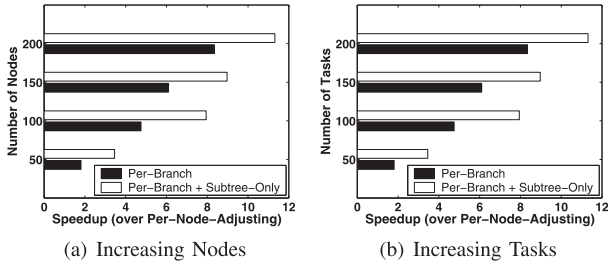 Number of Nodes
200
150
100
50
Per-Branch
Per-Branch + Subtree-Only
0 2 4 6 8 10 12
Speedup (over Per-Node-Adjusting)
(a) Increasing Nodes
Number of Tasks
200
150
100
50
Per-Branch
Per-Branch + Subtree-Only
0 2 4 6 8 10 12
Speedup (over Per-Node-Adjusting)
(b) Increasing Tasks